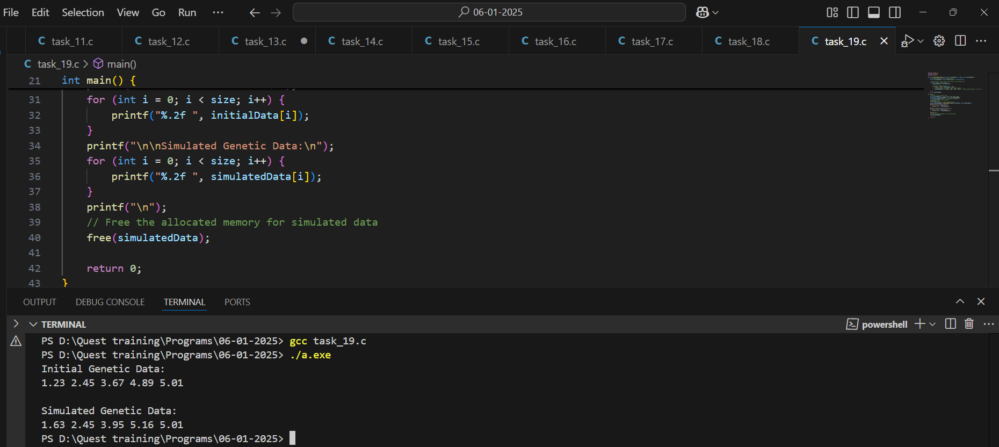 File Edit Selection View Go Run ··· 06-01-2025
C task_11.c C task_12.c C task_13.c C task_14.c C task_15.c C task_16.c C task_17.c C task_18.c C task_19.c
C task_19.c > main()
21 int main() {
31 for (int i = 0; i < size; i++) {
32 printf("%.2f ", initialData[i]);
33 }
34 printf("\n\nSimulated Genetic Data:\n");
35 for (int i = 0; i < size; i++) {
36 printf("%.2f ", simulatedData[i]);
37 }
38 printf("\n");
39 // Free the allocated memory for simulated data
40 free(simulatedData);
41
42 return 0;
43 }
OUTPUT DEBUG CONSOLE TERMINAL PORTS
TERMINAL powershell
PS D:\Quest training\Programs\06-01-2025> gcc task_19.c
PS D:\Quest training\Programs\06-01-2025> ./a.exe
Initial Genetic Data:
1.23 2.45 3.67 4.89 5.01
Simulated Genetic Data:
1.63 2.45 3.95 5.16 5.01
PS D:\Quest training\Programs\06-01-2025>